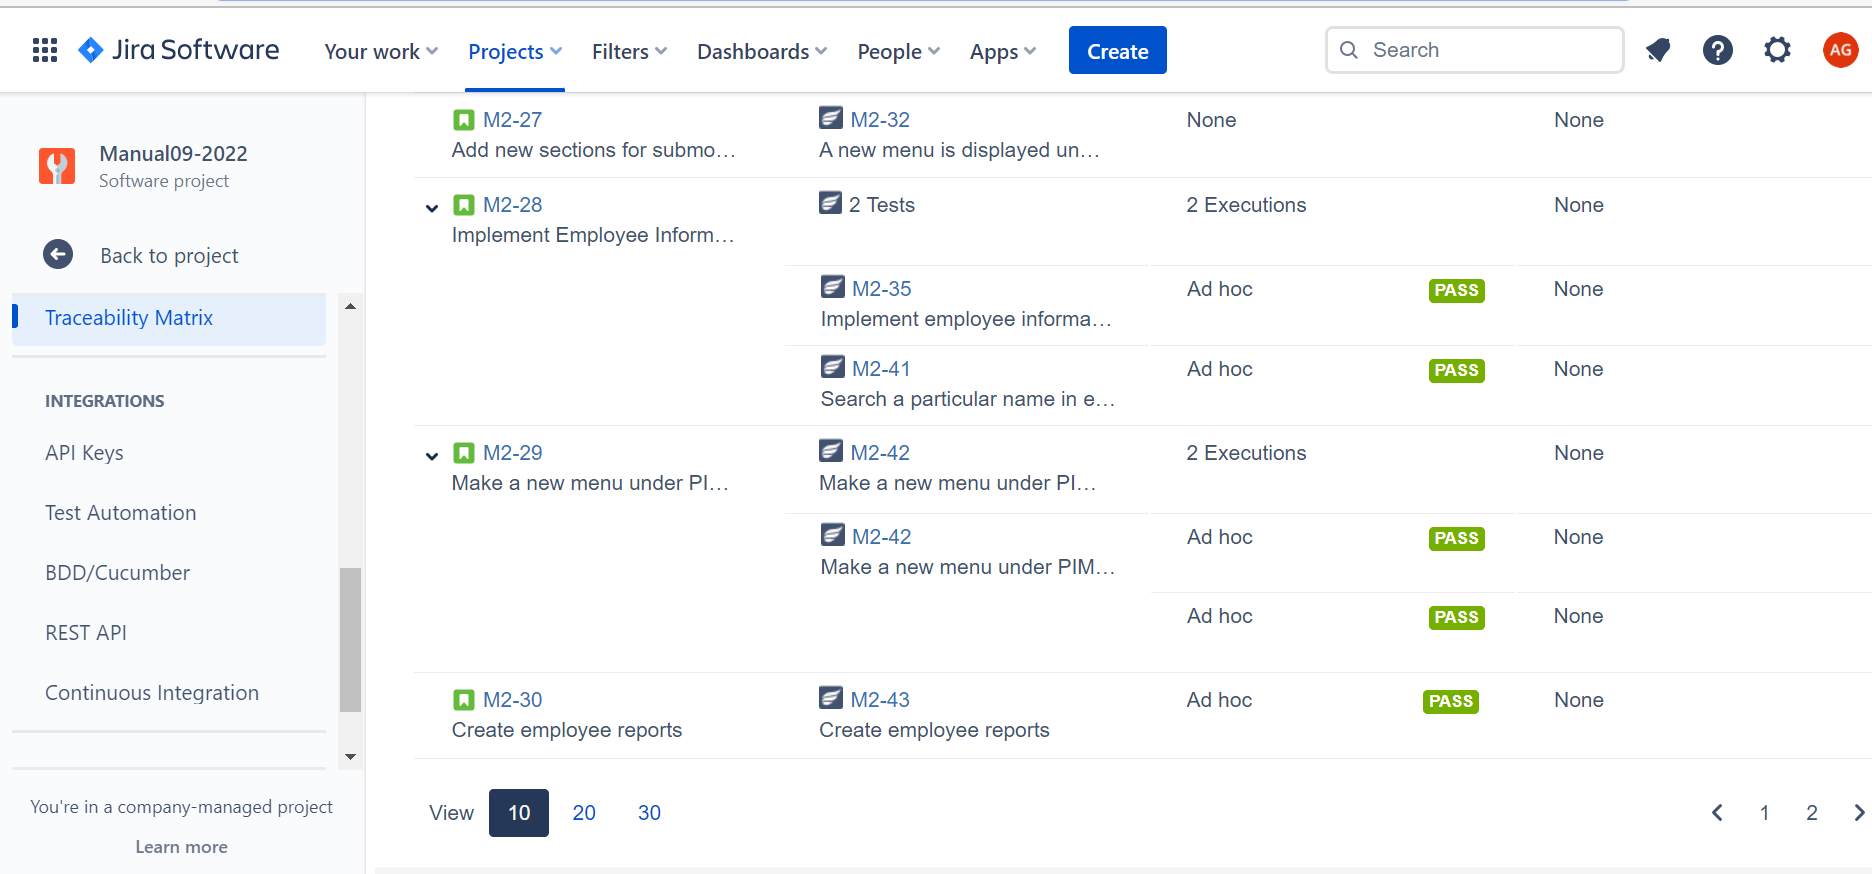 Jira Software
Your work
Projects
Filters
Dashboards
People
Apps
Create
Search
AG
Manual09-2022
Software project
Back to project
Traceability Matrix
INTEGRATIONS
API Keys
Test Automation
BDD/Cucumber
REST API
Continuous Integration
You're in a company-managed project
Learn more
M2-27 M2-32 None None
Add new sections for submo... A new menu is displayed un...
M2-28 2 Tests 2 Executions None
Implement Employee Inform...
M2-35 Ad hoc PASS None
Implement employee informa...
M2-41 Ad hoc PASS None
Search a particular name in e...
M2-29 M2-42 2 Executions None
Make a new menu under PI... Make a new menu under PI...
M2-42 Ad hoc PASS None
Make a new menu under PIM...
Ad hoc PASS None
M2-30 M2-43 Ad hoc PASS None
Create employee reports Create employee reports
View 10 20 30
1 2